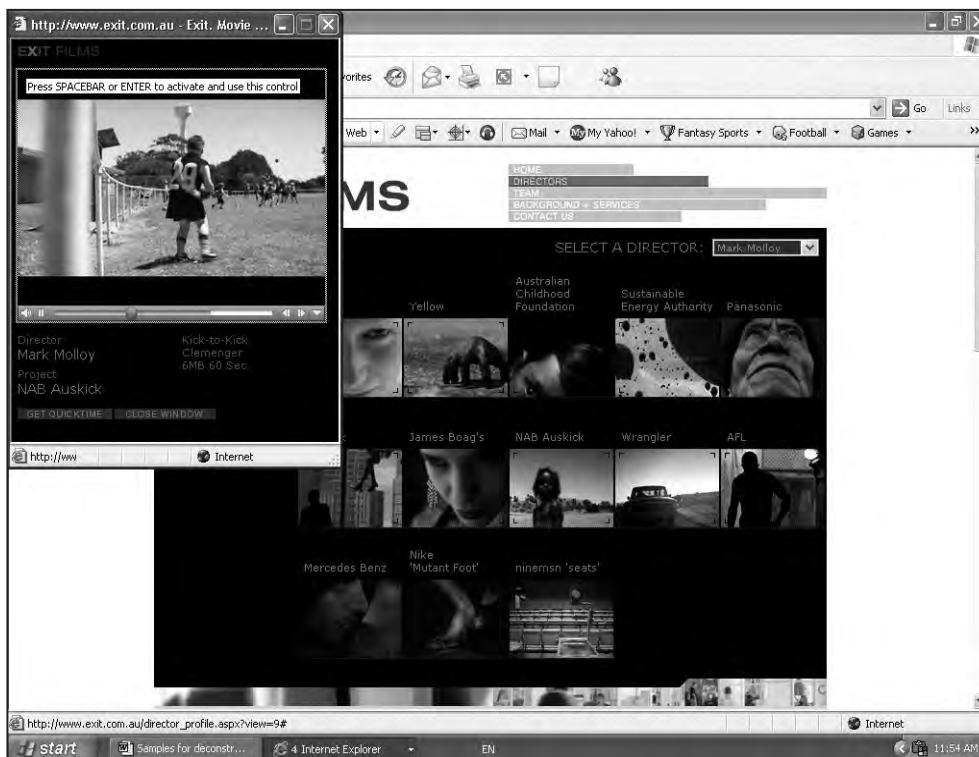 http://www.exit.com.au - Exit. Movie ...
EXIT FILMS
Press SPACEBAR or ENTER to activate and use this control
29
Director
Mark Molloy
Project
NAB Auskick
Kick-to-Kick
Clemenger
6MB 60 Sec
GET QUICKTIME CLOSE WINDOW
http://ww
Internet
vorites
Go Links
Web Mail My Yahoo! Fantasy Sports Football Games
MS
HOME
DIRECTORS
TEAM
BACKGROUND + SERVICES
CONTACT US
SELECT A DIRECTOR: Mark Molloy
Yellow
Australian
Childhood
Foundation
Sustainable
Energy Authority
Panasonic
James Boag's
NAB Auskick
Wrangler
AFL
Mercedes Benz
Nike
'Mutant Foot'
ninemsn 'seats'
http://www.exit.com.au/director_profile.aspx?view=9#
Internet
start
Samples for deconstr...
4 Internet Explorer
EN
11:54 AM